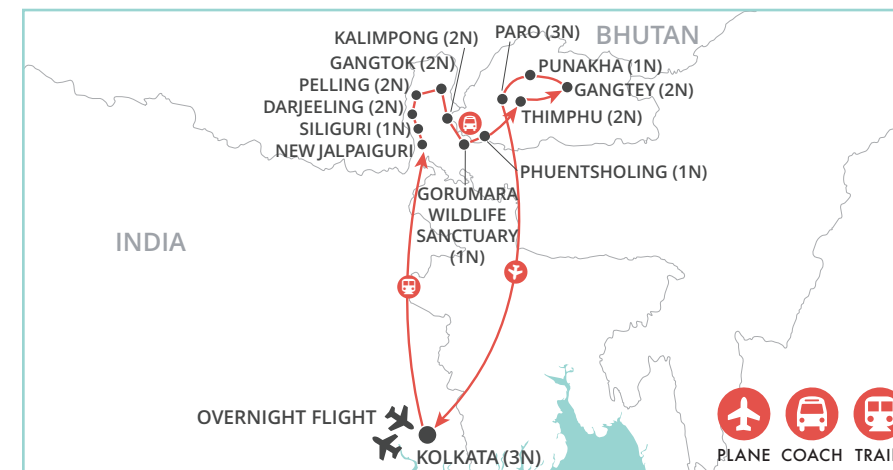 KALIMPONG (2N)
PARO (3N)
BHUTAN
GANGTOK (2N)
PUNAKHA (1N)
PELLING (2N)
GANGTEY (2N)
DARJEELING (2N)
THIMPHU (2N)
SILIGURI (1N)
NEW JALPAIGURI
PHUENTSHOLING (1N)
GORUMARA
WILDLIFE
SANCTUARY
(1N)
INDIA
OVERNIGHT FLIGHT
KOLKATA (3N)
PLANE COACH TRAI